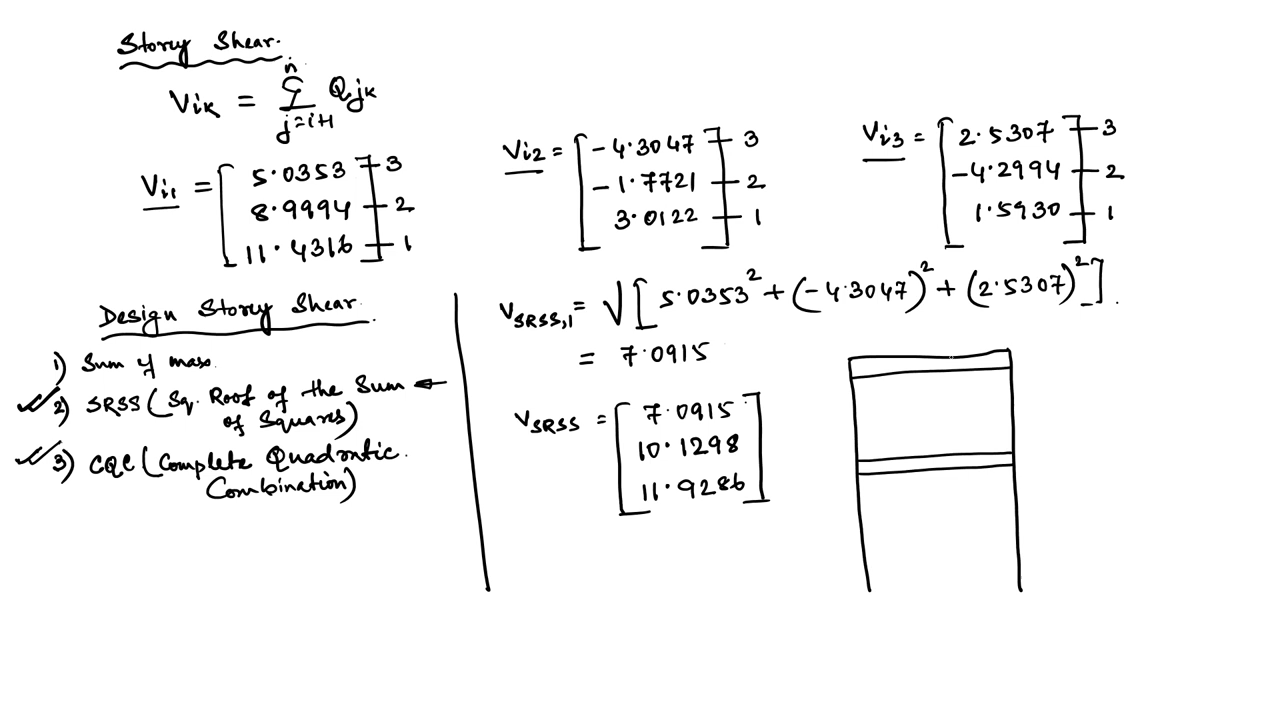 Storey Shear.
Vik = n Σ j=i+1 Qjk
Vi1 = [ 5.0353 ] 3
8.9994 2
11.4316 1
Vi2 = [ -4.3047 ] 3
-1.7721 2
3.0122 1
Vi3 = [ 2.5307 ] 3
-4.2994 2
1.5930 1
Design Storey Shear.
1) Sum of mass.
2) SRSS (Sq. Roof of the Sum ←
of Squares)
3) CQC (Complete Quadrntic.
Combination)
VSRSS,1 = √[ 5.0353² + (-4.3047)² + (2.5307)² ].
= 7.0915
VSRSS = [ 7.0915 ]
10.1298
11.9286